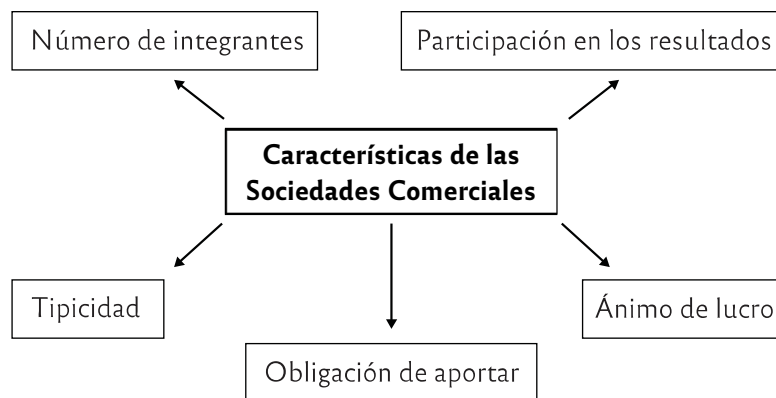 Número de integrantes
Participación en los resultados
Características de las
Sociedades Comerciales
Tipicidad
Ánimo de lucro
Obligación de aportar